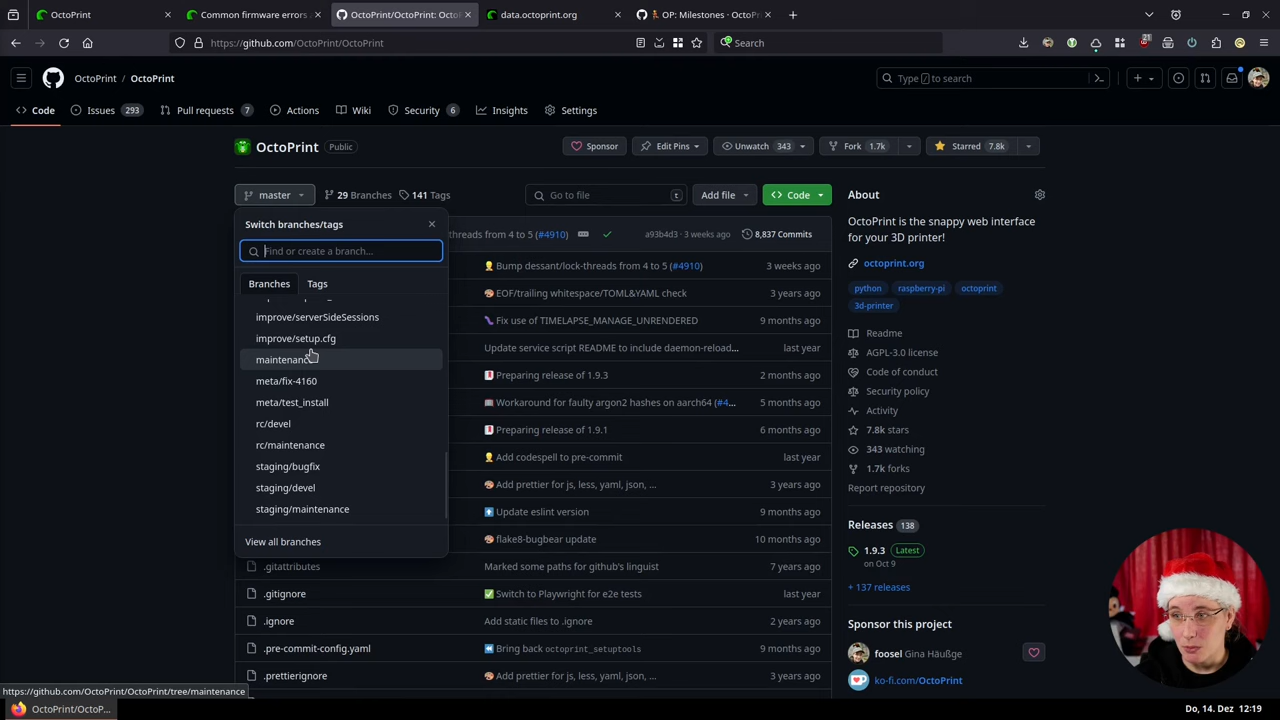 OctoPrint
Common firmware errors a
OctoPrint/OctoPrint: Octo
data.octoprint.org
OP: Milestones · OctoPri
https://github.com/OctoPrint/OctoPrint
Search
21
OctoPrint / OctoPrint
Type / to search
Code
Issues 293
Pull requests 7
Actions
Wiki
Security 6
Insights
Settings
OctoPrint Public
Sponsor
Edit Pins
Unwatch 343
Fork 1.7k
Starred 7.8k
master
29 Branches
141 Tags
Go to file t
Add file
Code
Switch branches/tags
Find or create a branch...
Branches
Tags
improve/serverSideSessions
improve/setup.cfg
maintenance
meta/fix-4160
meta/test_install
rc/devel
rc/maintenance
staging/bugfix
staging/devel
staging/maintenance
View all branches
threads from 4 to 5 (#4910) a93b4d3 · 3 weeks ago 8,837 Commits
Bump dessant/lock-threads from 4 to 5 (#4910) 3 weeks ago
EOF/trailing whitespace/TOML&YAML check 3 years ago
Fix use of TIMELAPSE_MANAGE_UNRENDERED 9 months ago
Update service script README to include daemon-reload... last year
Preparing release of 1.9.3 2 months ago
Workaround for faulty argon2 hashes on aarch64 (#4... 5 months ago
Preparing release of 1.9.1 6 months ago
Add codespell to pre-commit last year
Add prettier for js, less, yaml, json, ... 3 years ago
Update eslint version 9 months ago
flake8-bugbear update 10 months ago
.gitattributes Marked some paths for github's linguist 7 years ago
.gitignore Switch to Playwright for e2e tests last year
.ignore Add static files to .ignore 2 years ago
.pre-commit-config.yaml Bring back octoprint_setuptools 9 months ago
.prettierignore Add prettier for js, less, yaml, json, ... 3 years ago
About
OctoPrint is the snappy web interface
for your 3D printer!
octoprint.org
python raspberry-pi octoprint
3d-printer
Readme
AGPL-3.0 license
Code of conduct
Security policy
Activity
7.8k stars
343 watching
1.7k forks
Report repository
Releases 138
1.9.3 Latest
on Oct 9
+ 137 releases
Sponsor this project
foosel Gina Häußge
ko-fi.com/OctoPrint
https://github.com/OctoPrint/OctoPrint/tree/maintenance
OctoPrint/OctoP...
Do, 14. Dez 12:19